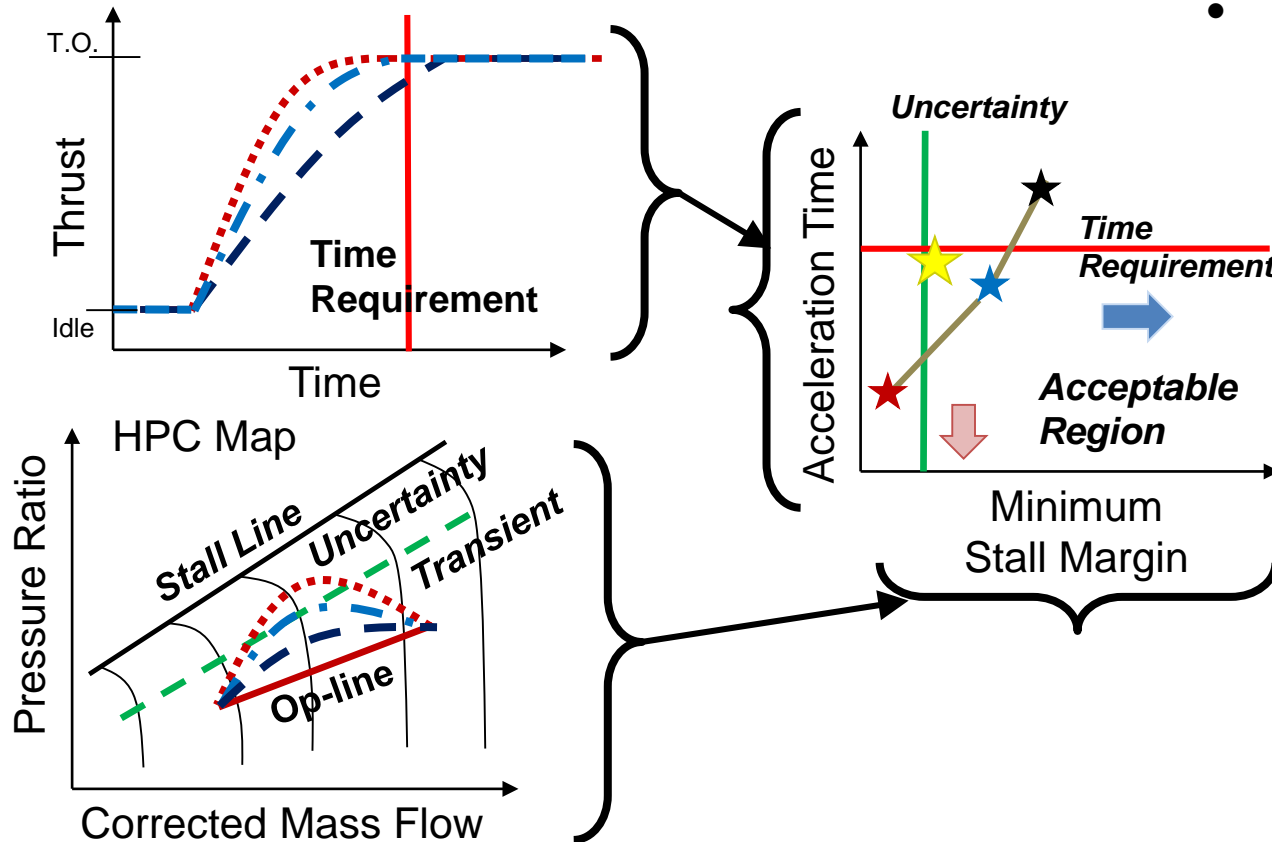 T.O.
Thrust
Idle
Time
Requirement
Time
HPC Map
Pressure Ratio
Stall Line
Uncertainty
Transient
Op-line
Corrected Mass Flow
•
Uncertainty
Acceleration Time
Time
Requirement
Acceptable
Region
Minimum
Stall Margin